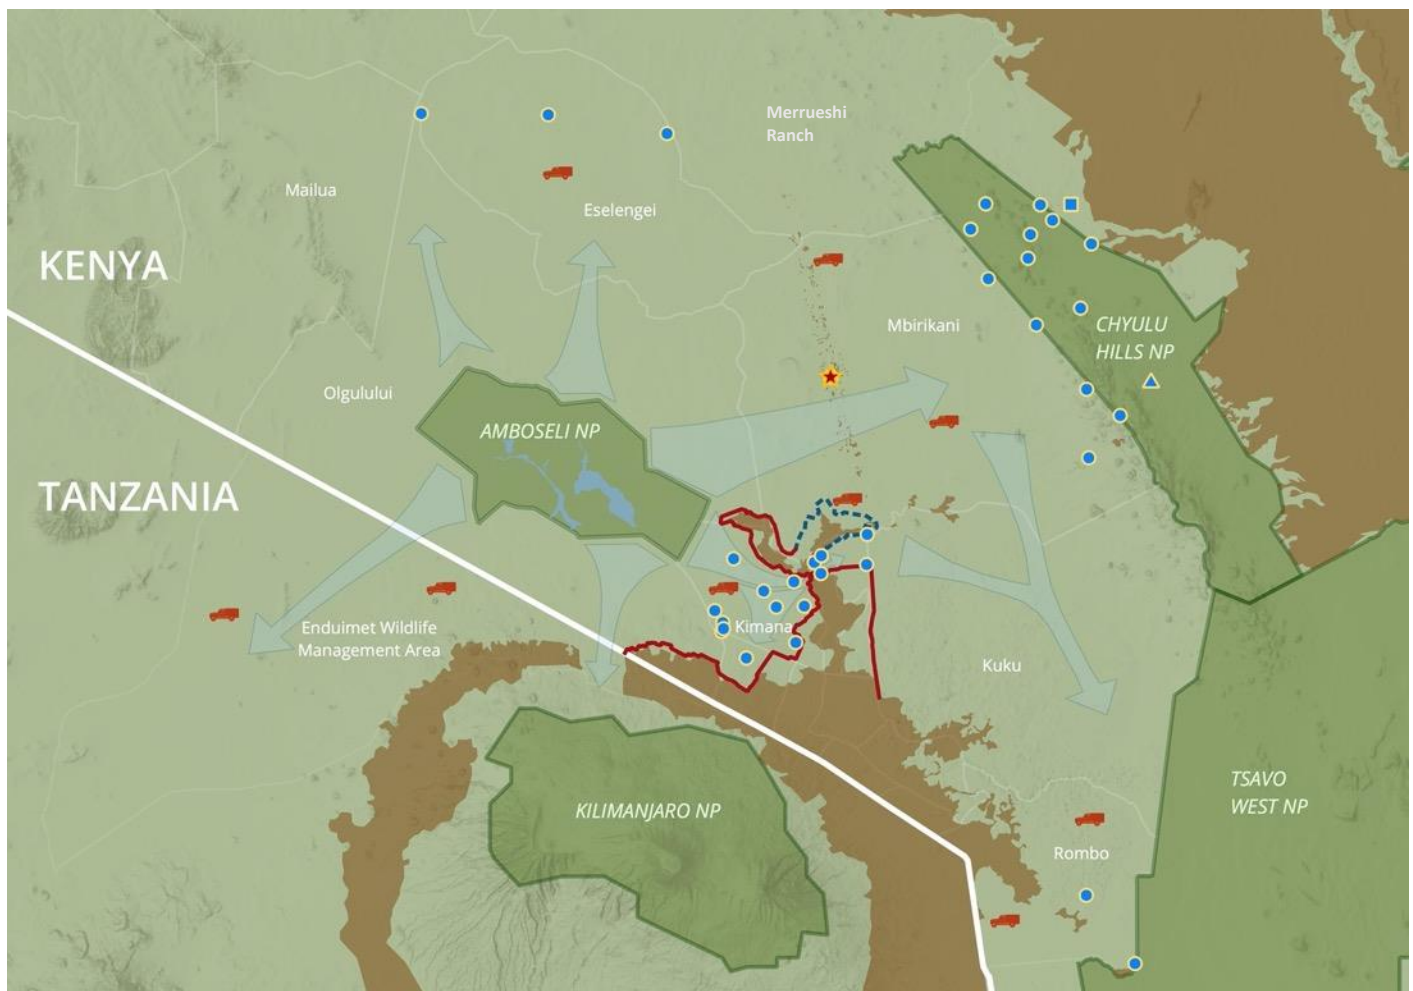 Merrueshi
Ranch
Mailua
Eselengei
KENYA
Mbirikani
CHYULU
HILLS NP
Olgululului
AMBOSELI NP
TANZANIA
Enduimet Wildlife
Management Area
Kimana
Kuku
KILIMANJARO NP
TSAVO
WEST NP
Rombo